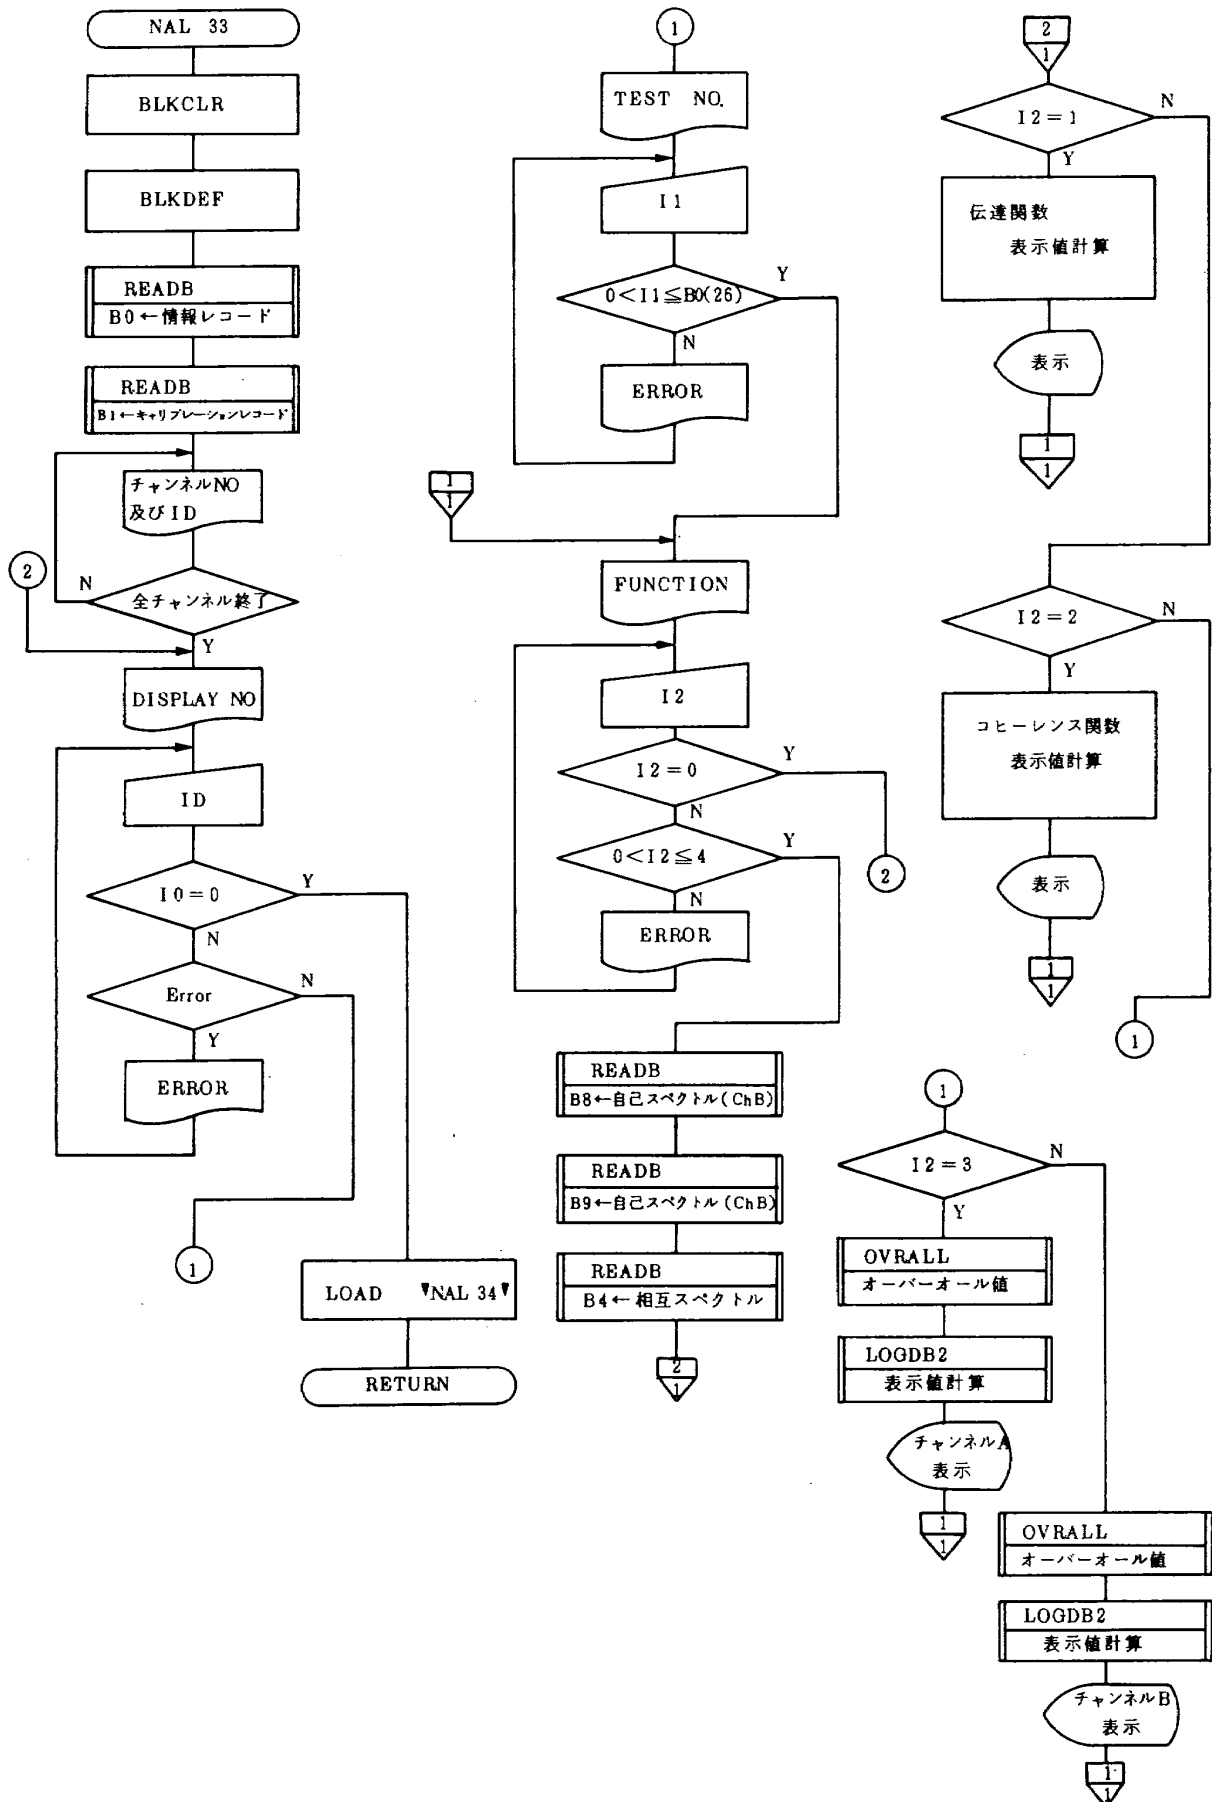 NAL 33
BLKCLR
BLKDEF
READB
B0←情報レコード
READB
B1←キャリブレーションレコード
チャンネルNO
及びID
2
N
全チャンネル終了
Y
DISPLAY NO
ID
I0=0
Y
N
Error
N
Y
ERROR
1
LOAD "NAL 34"
RETURN
1
TEST NO.
I1
0<I1≦B0(26)
Y
N
ERROR
1
1
FUNCTION
I2
I2=0
Y
N
0<I2≦4
Y
2
N
ERROR
READB
B8←自己スペクトル(ChB)
READB
B9←自己スペクトル(ChB)
READB
B4←相互スペクトル
2
1
2
1
I2=1
N
Y
伝達関数
表示値計算
表示
1
1
I2=2
N
Y
コヒーレンス関数
表示値計算
表示
1
1
1
1
I2=3
N
Y
OVRALL
オーバーオール値
LOGDB2
表示値計算
チャンネルA
表示
1
1
OVRALL
オーバーオール値
LOGDB2
表示値計算
チャンネルB
表示
1
1